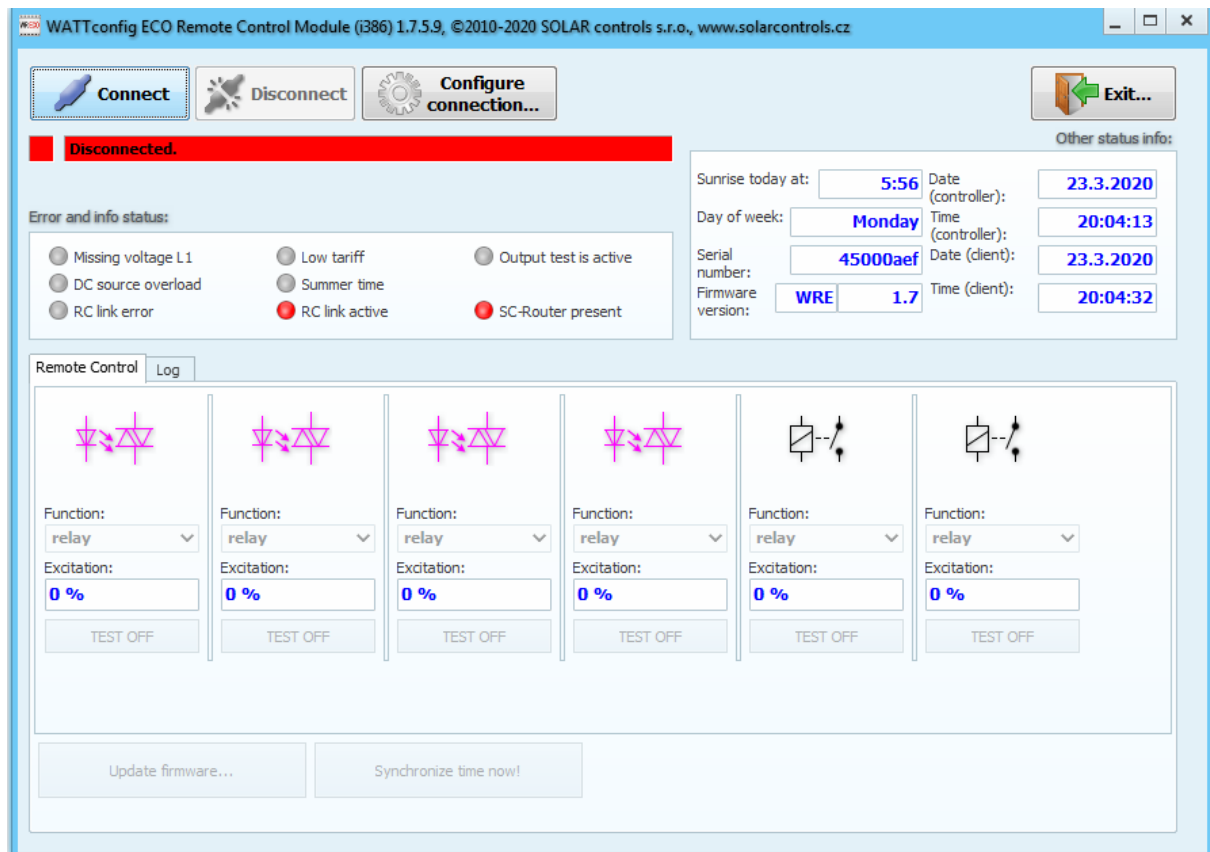 WATTconfig ECO Remote Control Module (i386) 1.7.5.9, ©2010-2020 SOLAR controls s.r.o., www.solarcontrols.cz
Connect
Disconnect
Configure
connection...
Exit...
Disconnected.
Other status info:
Sunrise today at: 5:56 Date
(controller): 23.3.2020
Day of week: Monday Time
(controller): 20:04:13
Serial
number: 45000aef Date (client): 23.3.2020
Firmware
version: WRE 1.7 Time (client): 20:04:32
Error and info status:
Missing voltage L1 Low tariff Output test is active
DC source overload Summer time
RC link error RC link active SC-Router present
Remote Control Log
Function: Function: Function: Function: Function: Function:
relay relay relay relay relay relay
Excitation: Excitation: Excitation: Excitation: Excitation: Excitation:
0 % 0 % 0 % 0 % 0 % 0 %
TEST OFF TEST OFF TEST OFF TEST OFF TEST OFF TEST OFF
Update firmware... Synchronize time now!